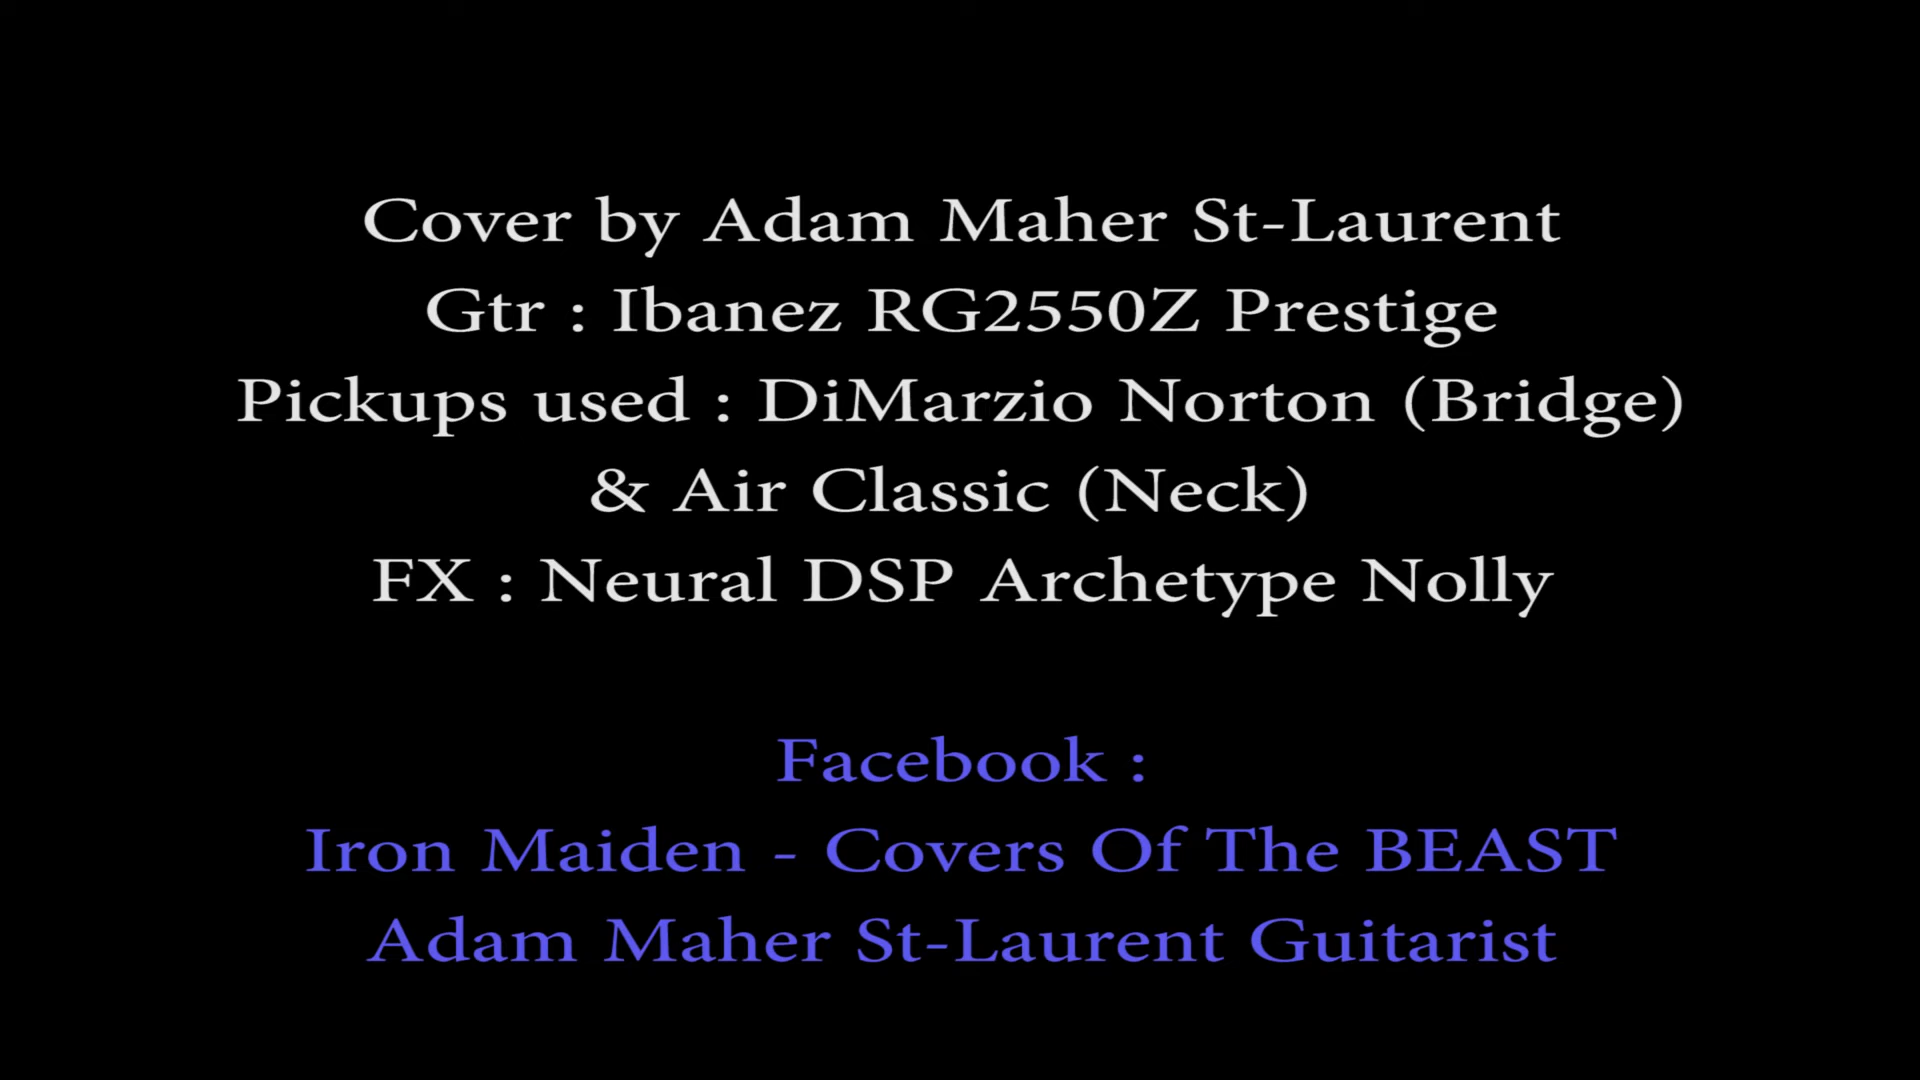 Cover by Adam Maher St-Laurent
Gtr : Ibanez RG2550Z Prestige
Pickups used : DiMarzio Norton (Bridge)
& Air Classic (Neck)
FX : Neural DSP Archetype Nolly
Facebook :
Iron Maiden - Covers Of The BEAST
Adam Maher St-Laurent Guitarist